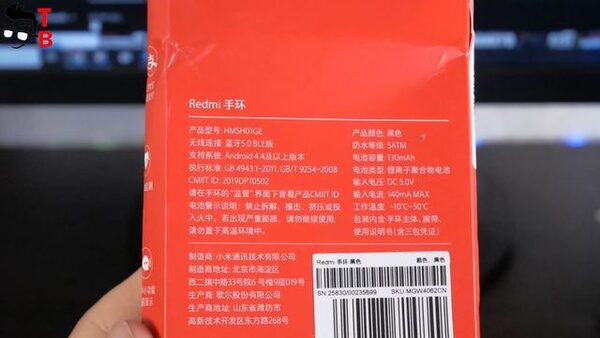 TB
Redmi 手环
产品型号: HMSH01GE
无线连接: 蓝牙5.0 BLE版
支持系统: Android 4.4及以上版本
执行标准: GB 4943.1-2011, GB/T 9254-2008
CMIIT ID: 2019DP10502
请在手环的“监管”界面下查看产品CMIIT ID
电池警示说明: 禁止拆解、撞击、挤压或投
入火中。若出现严重膨胀, 请勿继续使用
请勿置于高温环境中。
产品颜色: 黑色
防水等级: 5ATM
电池容量: 130mAh
电池类型: 锂离子聚合物电池
输入电压: DC 5.0V
输入电流: 140mA MAX
工作温度: -10°C~50°C
包装内含: 手环主体、腕带、
使用说明书 (含三包凭证)
制造商: 小米通讯技术有限公司
制造商地址: 北京市海淀区
西二旗中路33号院6号楼9层019号
生产商: 歌尔股份有限公司
生产商地址: 山东省潍坊市
高新技术开发区东方路268号
Redmi 手环 黑色
颜色: 黑色
SN: 25830/00235699
SKU: MGW4062CN